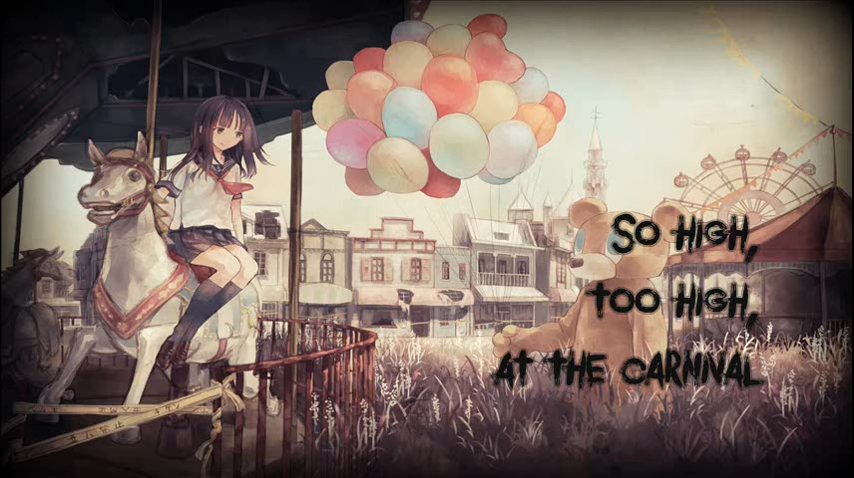 So high,
too high,
at the carnival